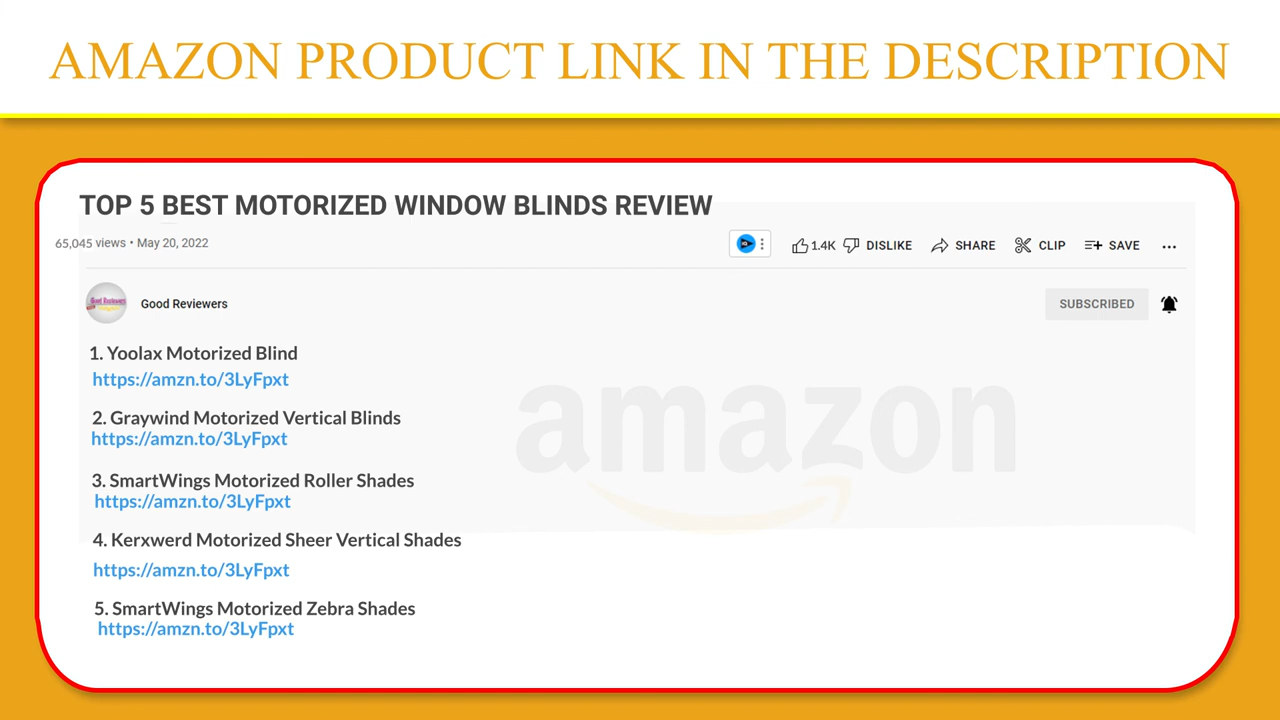 AMAZON PRODUCT LINK IN THE DESCRIPTION
TOP 5 BEST MOTORIZED WINDOW BLINDS REVIEW
65,045 views • May 20, 2022
1.4K DISLIKE SHARE CLIP SAVE ...
Good Reviewers
SUBSCRIBED
1. Yoolax Motorized Blind
https://amzn.to/3LyFpxt
2. Graywind Motorized Vertical Blinds
https://amzn.to/3LyFpxt
3. SmartWings Motorized Roller Shades
https://amzn.to/3LyFpxt
4. Kerxwerd Motorized Sheer Vertical Shades
https://amzn.to/3LyFpxt
5. SmartWings Motorized Zebra Shades
https://amzn.to/3LyFpxt
amazon